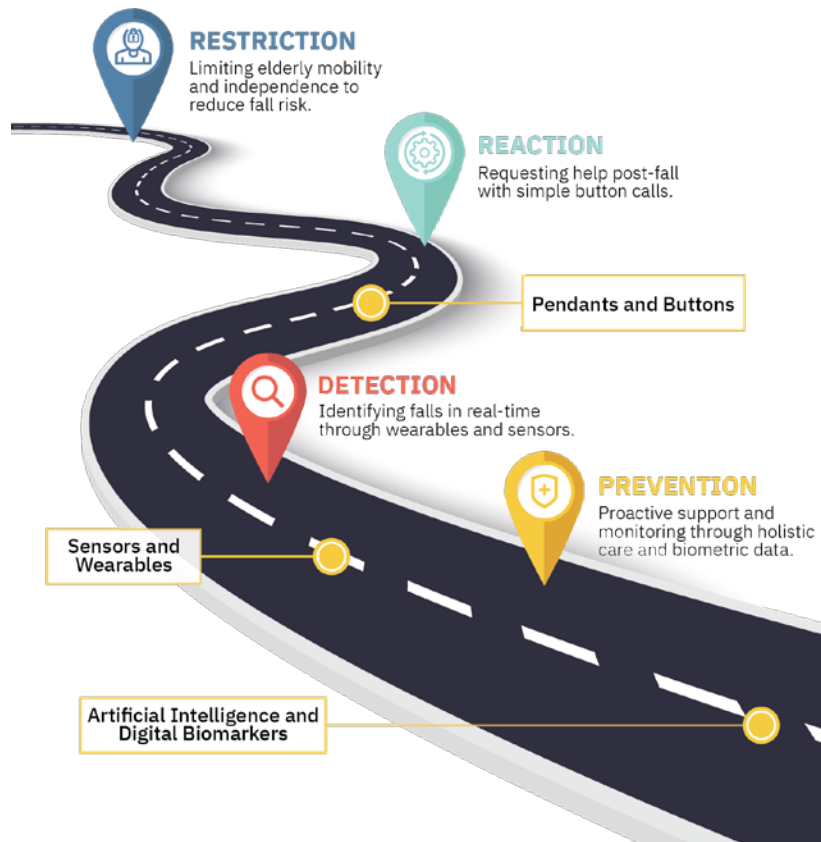 RESTRICTION
Limiting elderly mobility
and independence to
reduce fall risk.
REACTION
Requesting help post-fall
with simple button calls.
Pendants and Buttons
DETECTION
Identifying falls in real-time
through wearables and sensors.
PREVENTION
Proactive support and
monitoring through holistic
care and biometric data.
Sensors and
Wearables
Artificial Intelligence and
Digital Biomarkers